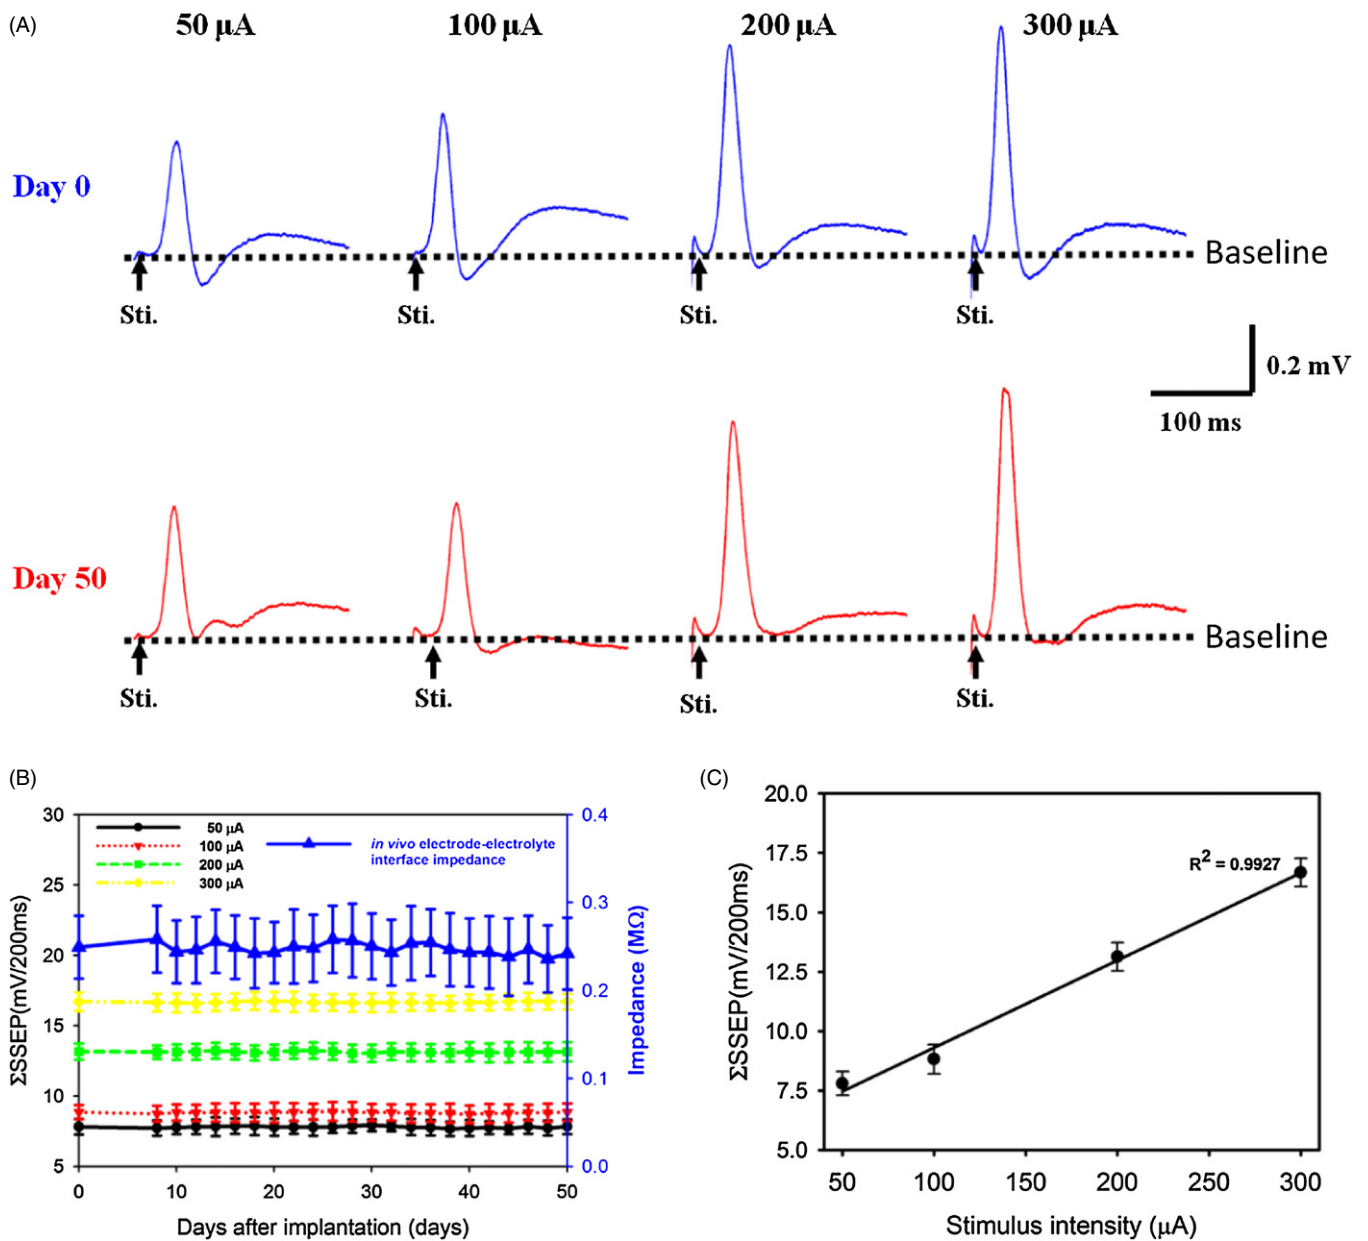 (A)
50 μA 100 μA 200 μA 300 μA
Day 0
Baseline
Sti. Sti. Sti. Sti.
0.2 mV
100 ms
Day 50
Baseline
Sti. Sti. Sti. Sti.
(B)
30
25
20
15
10
5
ΣSSEP(mV/200ms)
50 μA
100 μA
200 μA
300 μA
in vivo electrode-electrolyte
interface impedance
0.4
0.3
0.2
0.1
0.0
Impedance (MΩ)
0 10 20 30 40 50
Days after implantation (days)
(C)
20.0
17.5
15.0
12.5
10.0
7.5
5.0
ΣSSEP(mV/200ms)
R² = 0.9927
50 100 150 200 250 300
Stimulus intensity (μA)